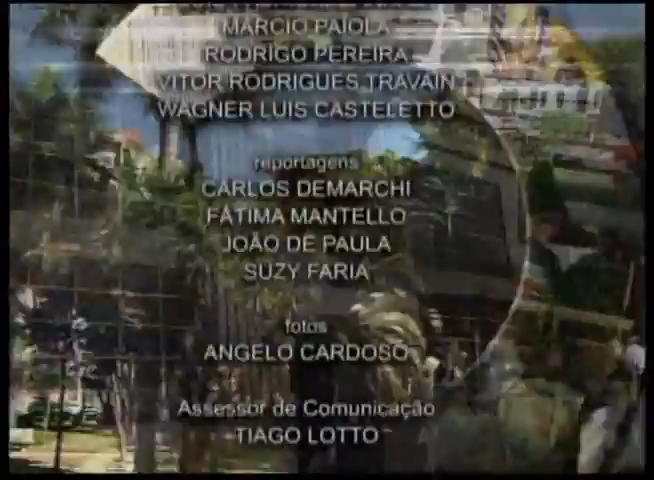 MARCIO PAIOLA
RODRIGO PEREIRA
VITOR RODRIGUES TRAVAIN
WAGNER LUIS CASTELETTO
reportagens
CARLOS DEMARCHI
FÁTIMA MANTELLO
JOÃO DE PAULA
SUZY FARIA
fotos
ANGELO CARDOSO
Assessor de Comunicação
TIAGO LOTTO